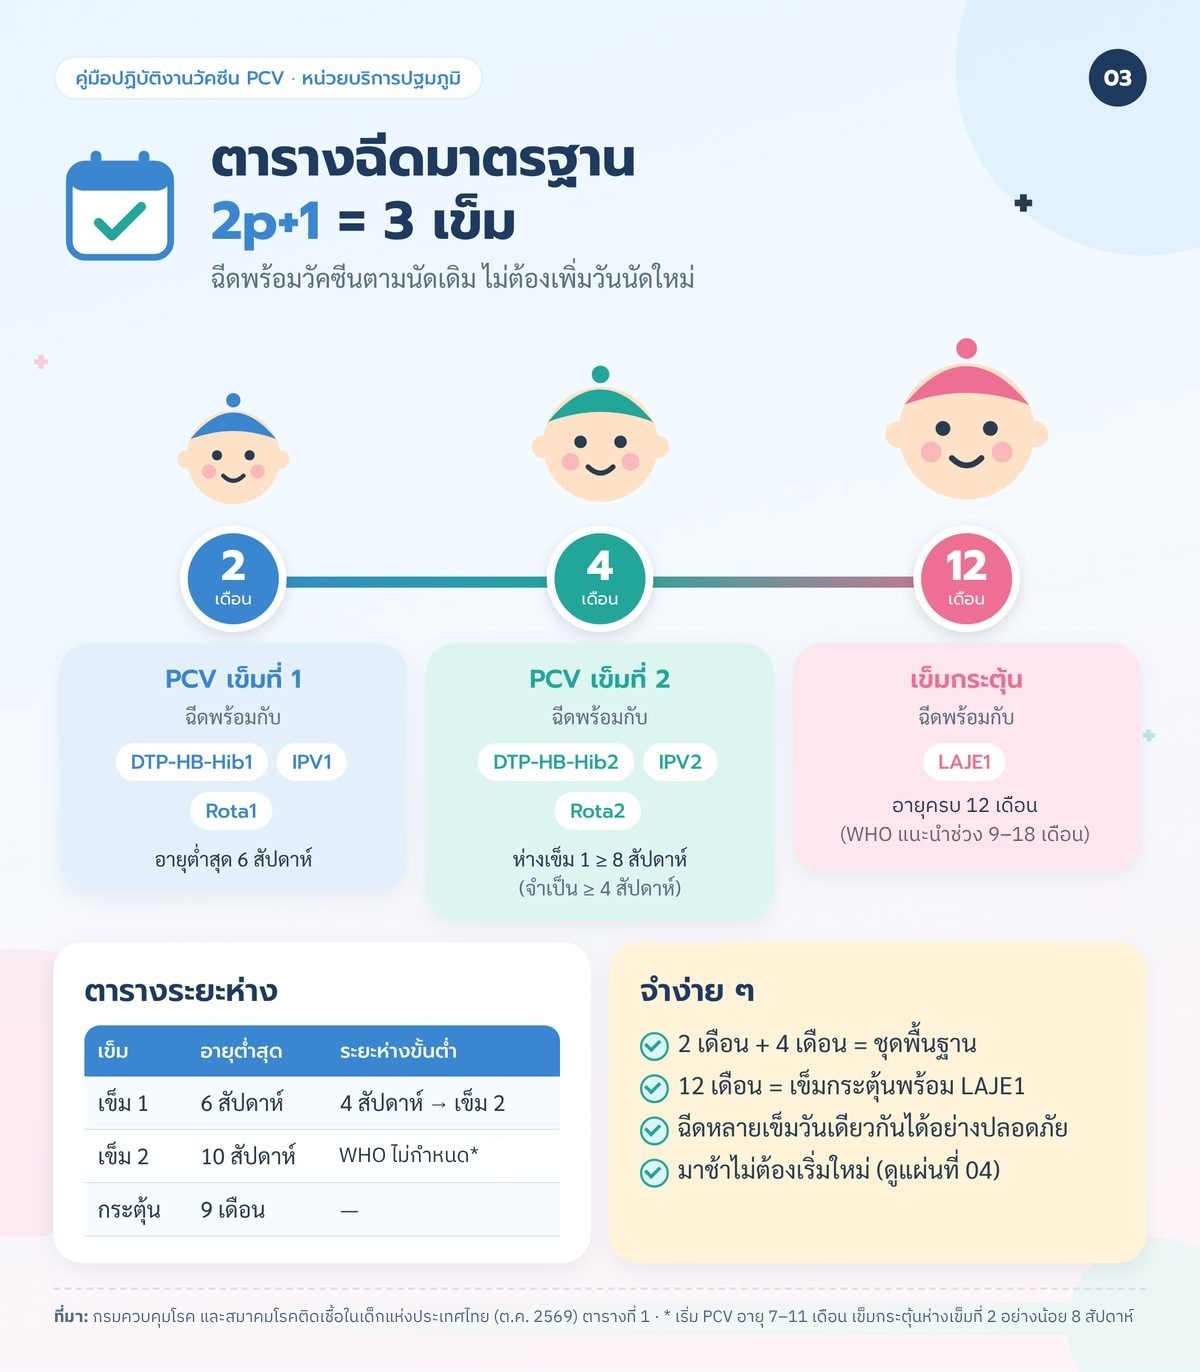 คู่มือปฏิบัติงานวัคซีน PCV · หน่วยบริการปฐมภูมิ
03
ตารางฉีดมาตรฐาน
2p+1 = 3 เข็ม
ฉีดพร้อมวัคซีนตามนัดเดิม ไม่ต้องเพิ่มวันนัดใหม่
2
เดือน
4
เดือน
12
เดือน
PCV เข็มที่ 1
ฉีดพร้อมกับ
DTP-HB-Hib1 IPV1
Rota1
อายุต่ำสุด 6 สัปดาห์
PCV เข็มที่ 2
ฉีดพร้อมกับ
DTP-HB-Hib2 IPV2
Rota2
ห่างเข็ม 1 ≥ 8 สัปดาห์
(จำเป็น ≥ 4 สัปดาห์)
เข็มกระตุ้น
ฉีดพร้อมกับ
LAJE1
อายุครบ 12 เดือน
(WHO แนะนำช่วง 9–18 เดือน)
ตารางระยะห่าง
เข็ม อายุต่ำสุด ระยะห่างขั้นต่ำ
เข็ม 1 6 สัปดาห์ 4 สัปดาห์ → เข็ม 2
เข็ม 2 10 สัปดาห์ WHO ไม่กำหนด*
กระตุ้น 9 เดือน —
จำง่าย ๆ
2 เดือน + 4 เดือน = ชุดพื้นฐาน
12 เดือน = เข็มกระตุ้นพร้อม LAJE1
ฉีดหลายเข็มวันเดียวกันได้อย่างปลอดภัย
มาช้าไม่ต้องเริ่มใหม่ (ดูแผ่นที่ 04)
ที่มา: กรมควบคุมโรค และสมาคมโรคติดเชื้อในเด็กแห่งประเทศไทย (ต.ค. 2569) ตารางที่ 1 · * เริ่ม PCV อายุ 7–11 เดือน เข็มกระตุ้นห่างเข็มที่ 2 อย่างน้อย 8 สัปดาห์